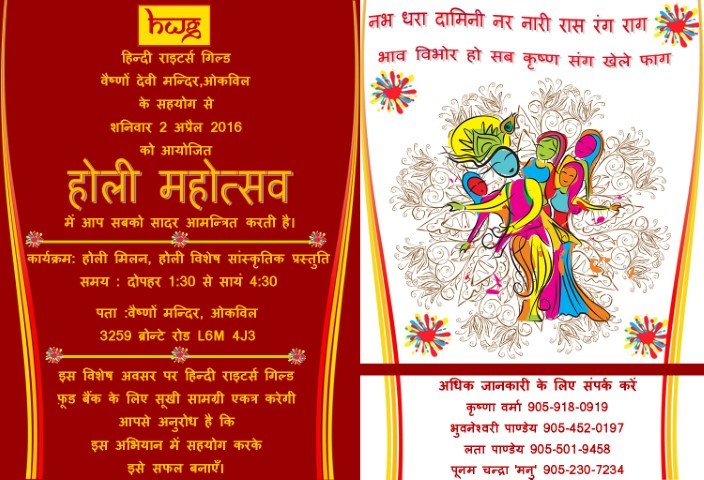 hwg
हिन्दी राइटर्स गिल्ड
वैष्णों देवी मन्दिर,ओकविल
के सहयोग से
शनिवार 2 अप्रैल 2016
को आयोजित
होली महोत्सव
में आप सबको सादर आमन्त्रित करती है।
कार्यक्रम: होली मिलन, होली विशेष सांस्कृतिक प्रस्तुति
समय : दोपहर 1:30 से सायं 4:30
पता :वैष्णों मन्दिर, ओकविल
3259 ब्रोन्टे रोड L6M 4J3
इस विशेष अवसर पर हिन्दी राइटर्स गिल्ड
फ़ूड बैंक के लिए सूखी सामग्री एकत्र करेगी
आपसे अनुरोध है कि
इस अभियान में सहयोग करके
इसे सफल बनाएँ।
नभ धरा दामिनी नर नारी रास रंग राग
भाव विभोर हो सब कृष्ण संग खेले फाग
अधिक जानकारी के लिए संपर्क करें
कृष्णा वर्मा 905-918-0919
भुवनेश्वरी पाण्डेय 905-452-0197
लता पाण्डेय 905-501-9458
पूनम चन्द्रा 'मनु' 905-230-7234